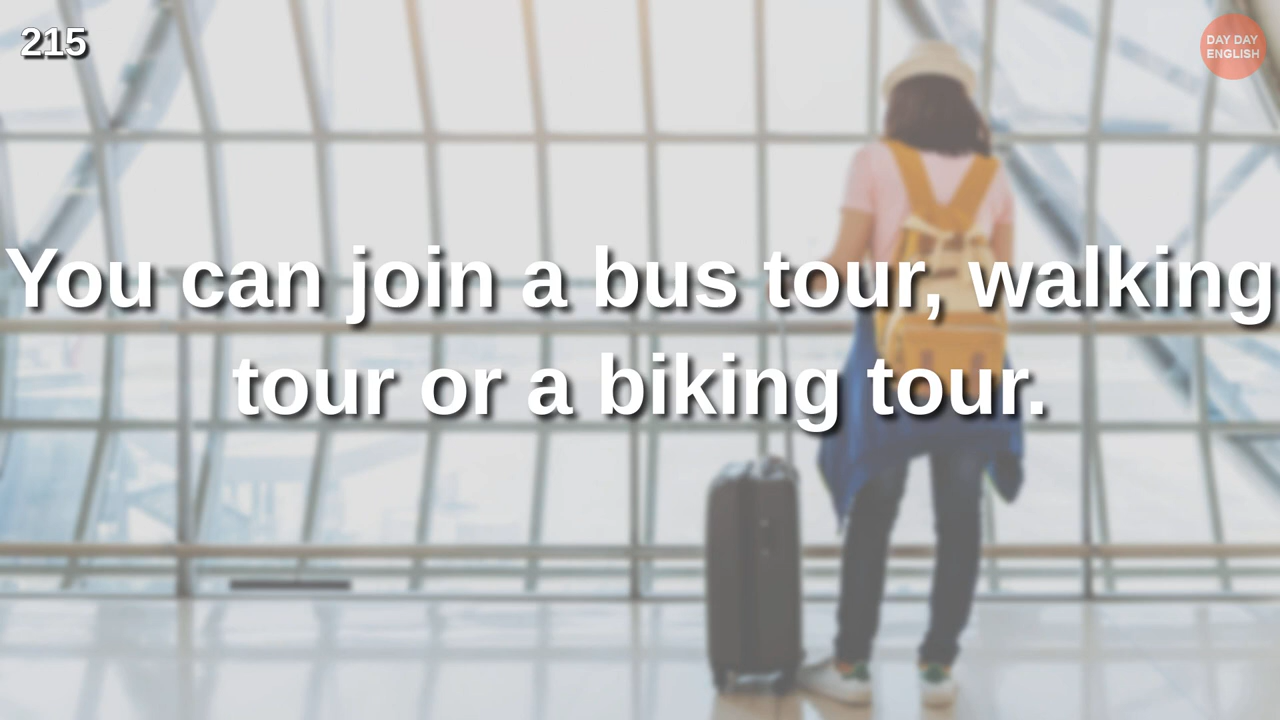 215
DAY DAY
ENGLISH
You can join a bus tour, walking
tour or a biking tour.